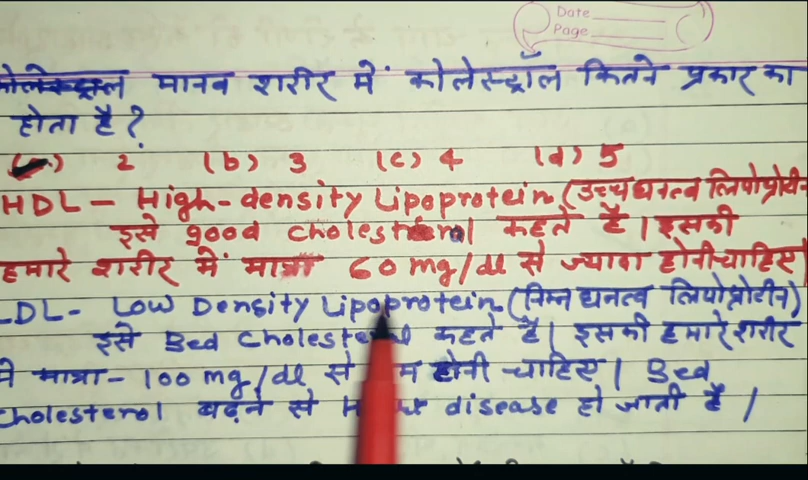 Date
Page
मानव शरीर में कोलेस्ट्रॉल कितने प्रकार का
होता है?
2 (b) 3 (c) 4 (d) 5
HDL - High-density Lipoprotein (उच्च घनत्व लिपोप्रोटीन
इसे good cholesterol कहते है। इसकी
हमारे शरीर में मात्रा 60 mg/dl से ज्यादा होनी चाहिए।
LDL- Low Density Lipoprotein (निम्न घनत्व लिपोप्रोटीन)
इसे Bed Cholesterol कहते है। इसकी हमारे शरीर
मे मात्रा - 100 mg/dl से होनी चाहिए। Bed
Cholesterol बढ़ने से disease हो जाती है।